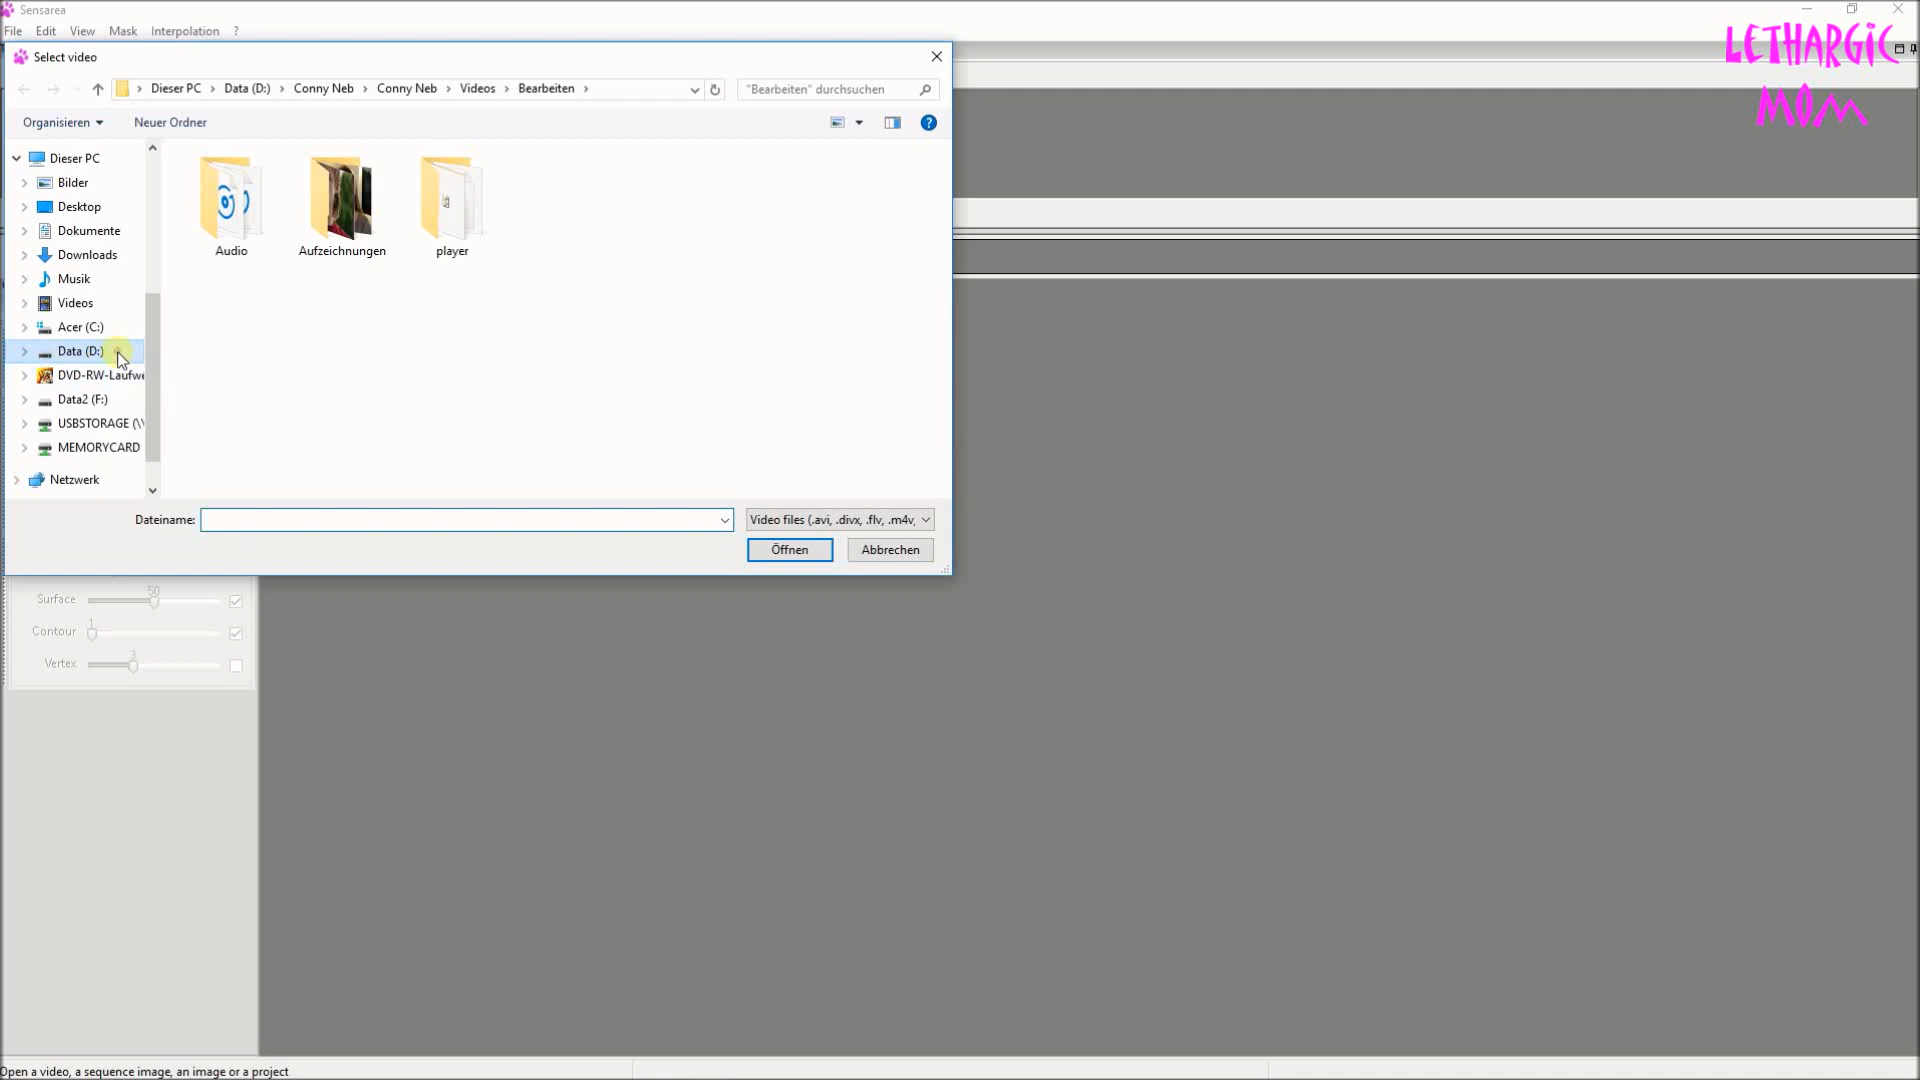 Sensarea
File Edit View Mask Interpolation ?
LETHARGIC
MOM
Select video
Dieser PC > Data (D:) > Conny Neb > Conny Neb > Videos > Bearbeiten >
"Bearbeiten" durchsuchen
Organisieren
Neuer Ordner
Dieser PC
Bilder
Desktop
Dokumente
Downloads
Musik
Videos
Acer (C:)
Data (D:)
DVD-RW-Laufwe
Data2 (F:)
USBSTORAGE (\\
MEMORYCARD
Netzwerk
Audio
Aufzeichnungen
player
Dateiname:
Video files (.avi, .divx, .flv, .m4v,
Öffnen
Abbrechen
Surface 50
Contour 1
Vertex 3
Open a video, a sequence image, an image or a project